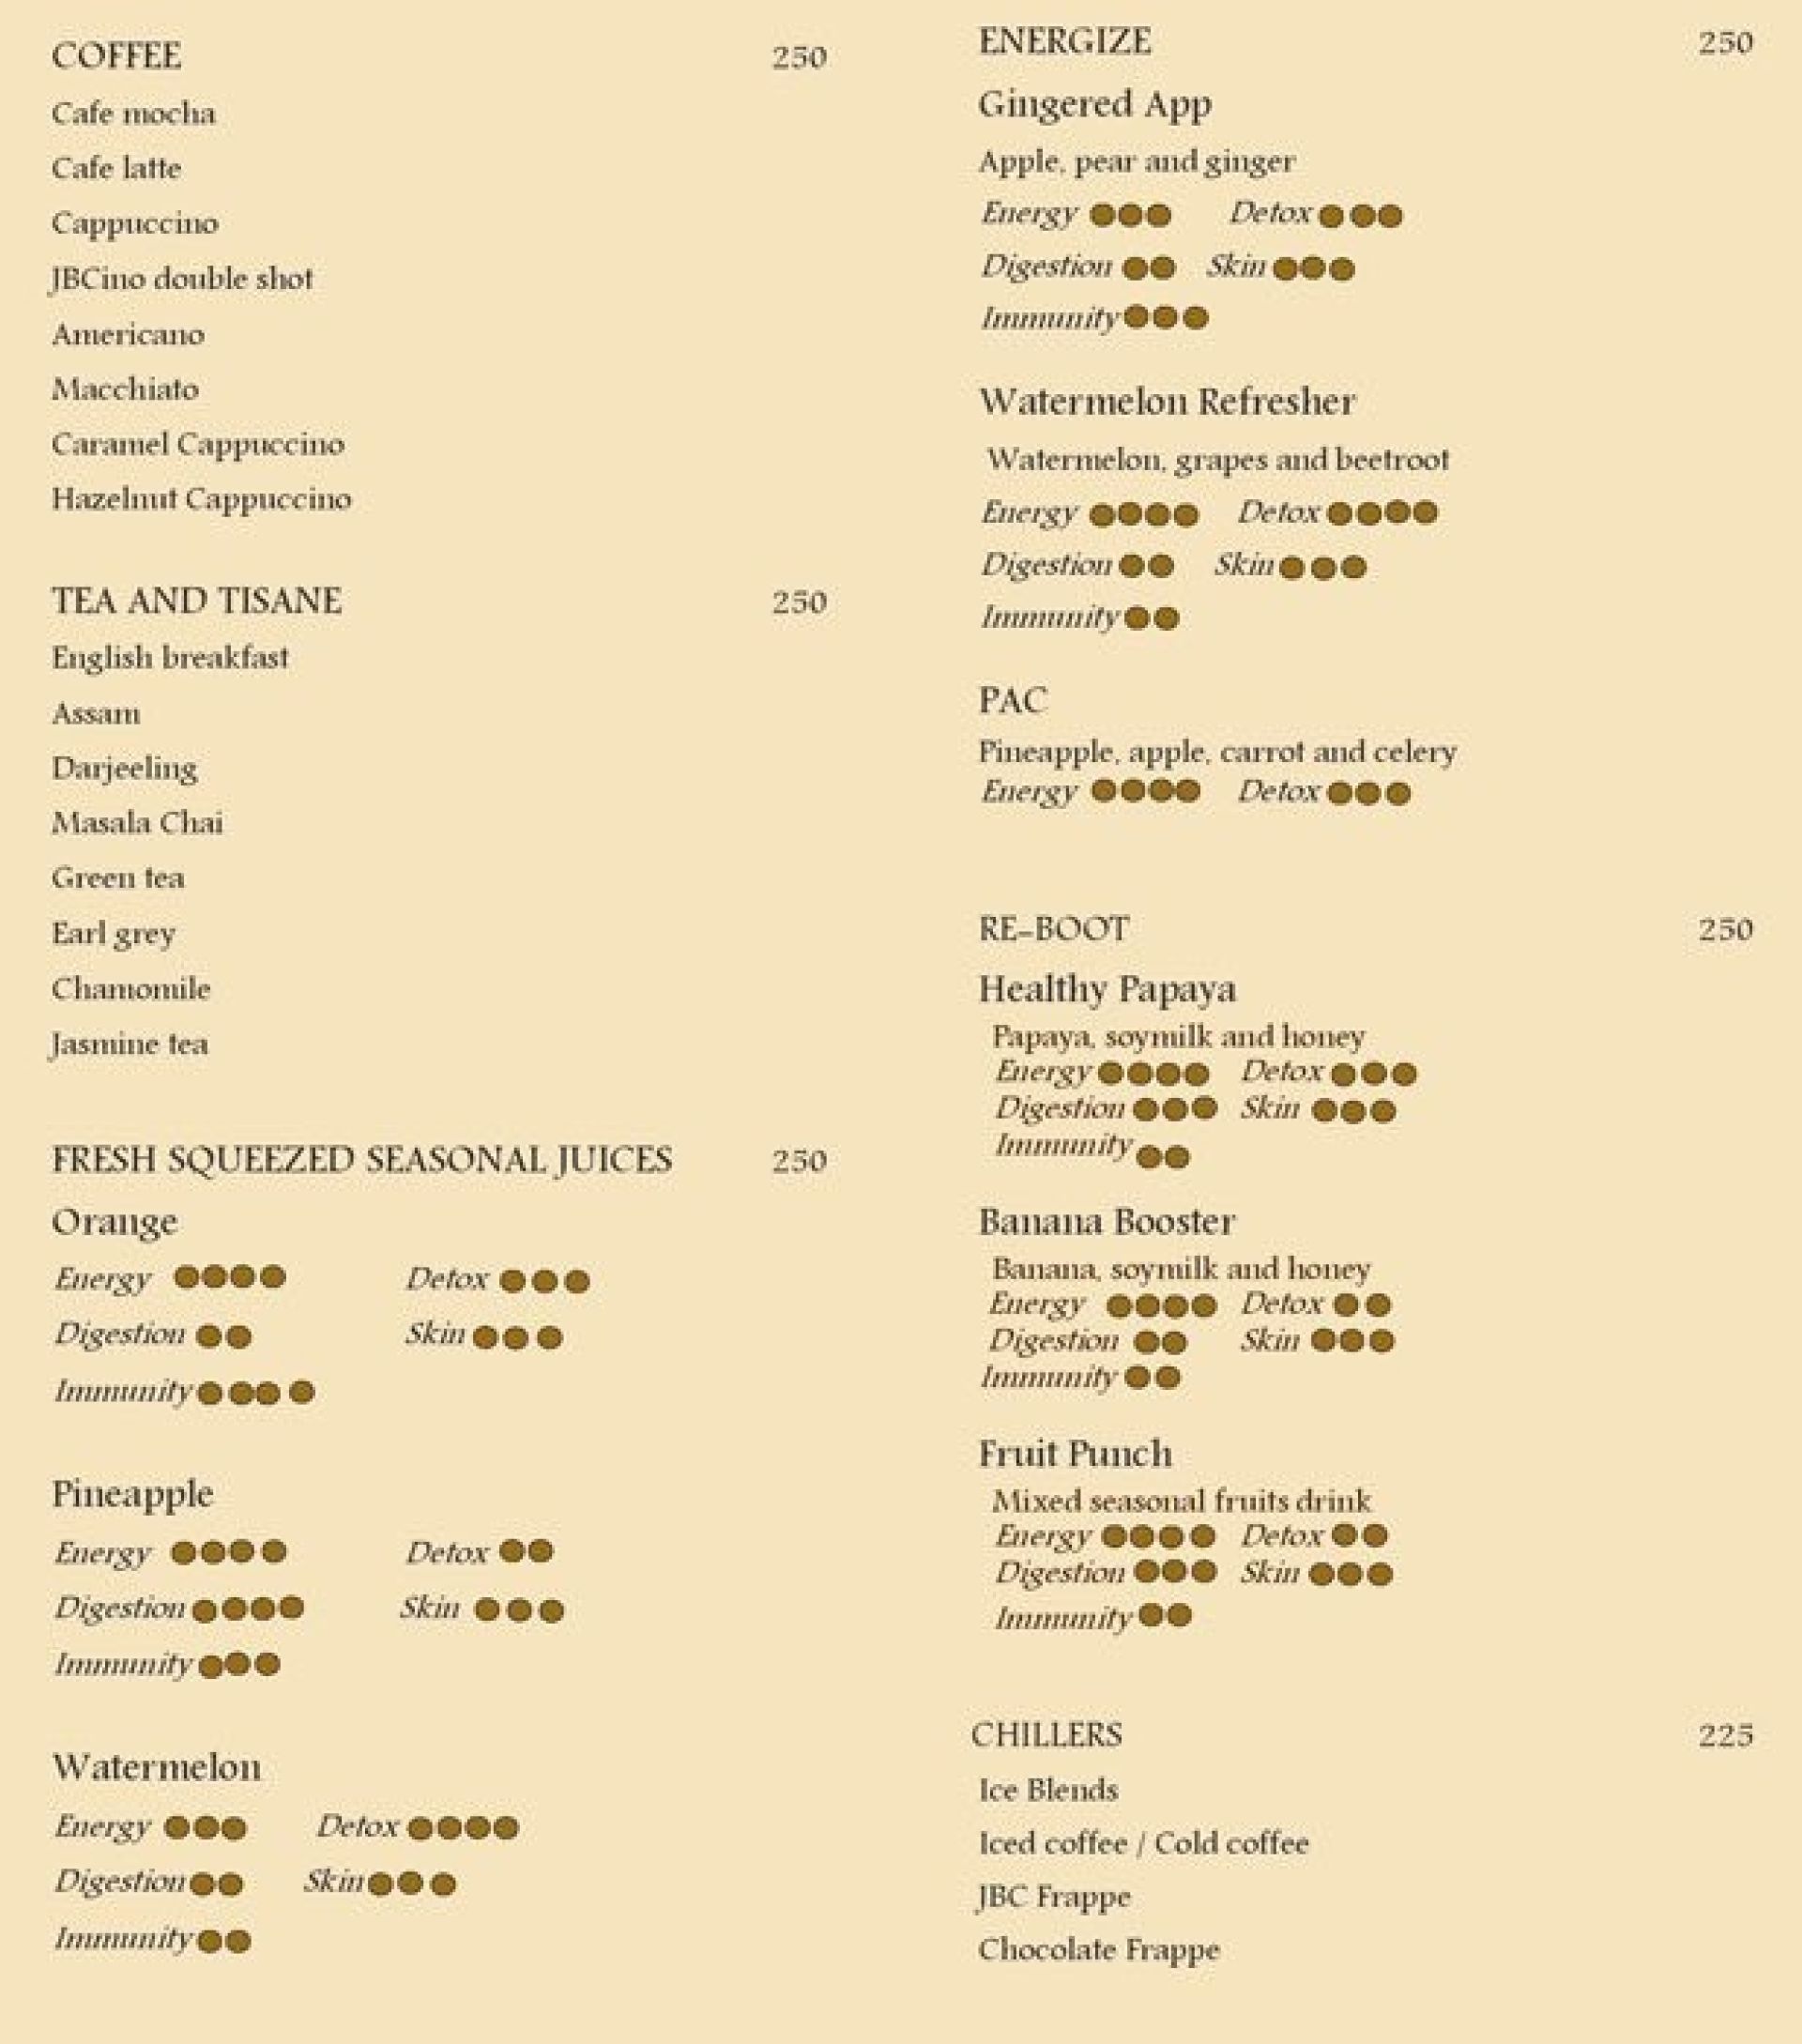 COFFEE 250
Cafe mocha
Cafe latte
Cappuccino
JBCino double shot
Americano
Macchiato
Caramel Cappuccino
Hazelnut Cappuccino
TEA AND TISANE 250
English breakfast
Assam
Darjeeling
Masala Chai
Green tea
Earl grey
Chamomile
Jasmine tea
FRESH SQUEEZED SEASONAL JUICES 250
Orange
Energy Detox
Digestion Skin
Immunity
Pineapple
Energy Detox
Digestion Skin
Immunity
Watermelon
Energy Detox
Digestion Skin
Immunity
ENERGIZE 250
Gingered App
Apple, pear and ginger
Energy Detox
Digestion Skin
Immunity
Watermelon Refresher
Watermelon, grapes and beetroot
Energy Detox
Digestion Skin
Immunity
PAC
Pineapple, apple, carrot and celery
Energy Detox
RE-BOOT 250
Healthy Papaya
Papaya, soymilk and honey
Energy Detox
Digestion Skin
Immunity
Banana Booster
Banana, soymilk and honey
Energy Detox
Digestion Skin
Immunity
Fruit Punch
Mixed seasonal fruits drink
Energy Detox
Digestion Skin
Immunity
CHILLERS 225
Ice Blends
Iced coffee / Cold coffee
JBC Frappe
Chocolate Frappe